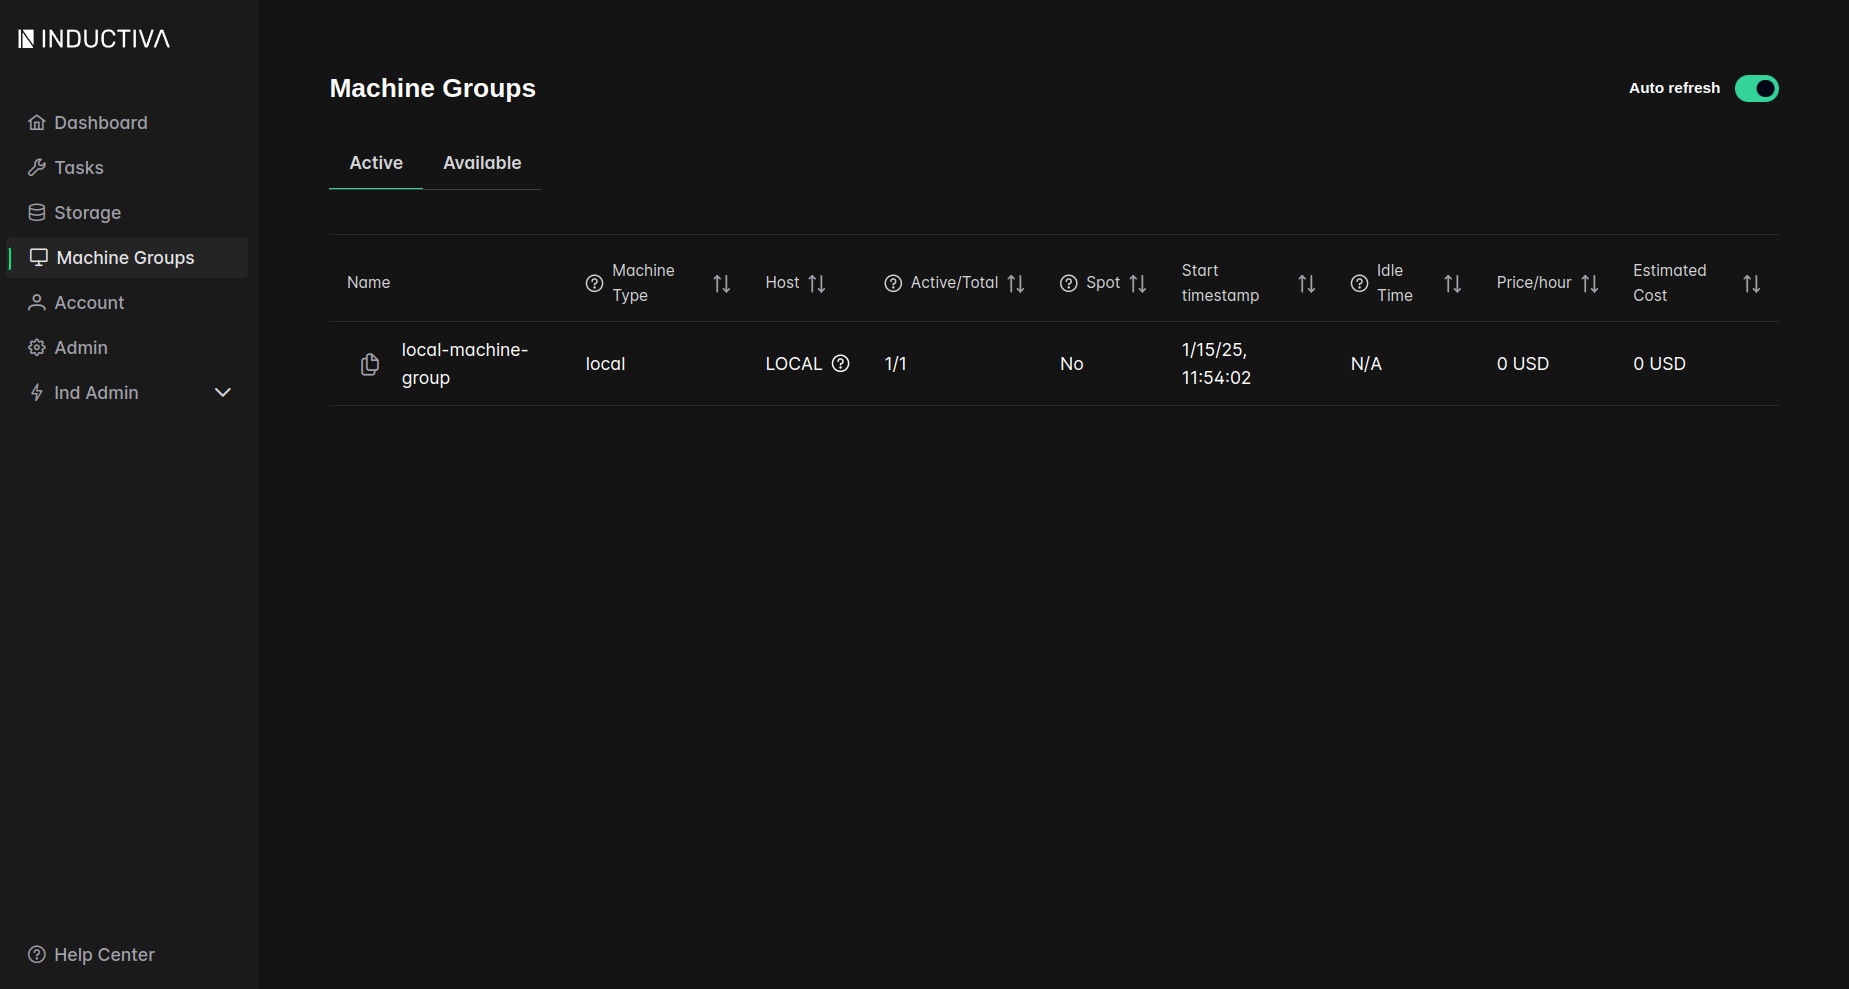 INDUCTIVA
Dashboard
Tasks
Storage
Machine Groups
Account
Admin
Ind Admin
Help Center
Machine Groups
Auto refresh
Active Available
Name Machine Type Host Active/Total Spot Start timestamp Idle Time Price/hour Estimated Cost
local-machine-group local LOCAL 1/1 No 1/15/25, 11:54:02 N/A 0 USD 0 USD